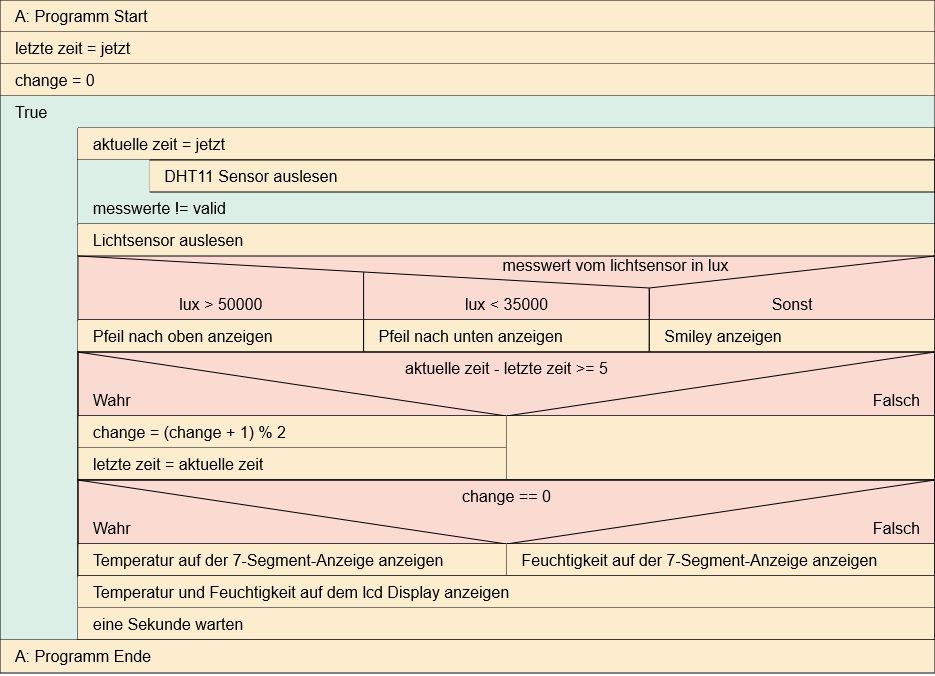 A: Programm Start
letzte zeit = jetzt
change = 0
True
aktuelle zeit = jetzt
DHT11 Sensor auslesen
messwerte != valid
Lichtsensor auslesen
messwert vom lichtsensor in lux
lux > 50000
lux < 35000
Sonst
Pfeil nach oben anzeigen
Pfeil nach unten anzeigen
Smiley anzeigen
aktuelle zeit - letzte zeit >= 5
Wahr
Falsch
change = (change + 1) % 2
letzte zeit = aktuelle zeit
change == 0
Wahr
Falsch
Temperatur auf der 7-Segment-Anzeige anzeigen
Feuchtigkeit auf der 7-Segment-Anzeige anzeigen
Temperatur und Feuchtigkeit auf dem lcd Display anzeigen
eine Sekunde warten
A: Programm Ende